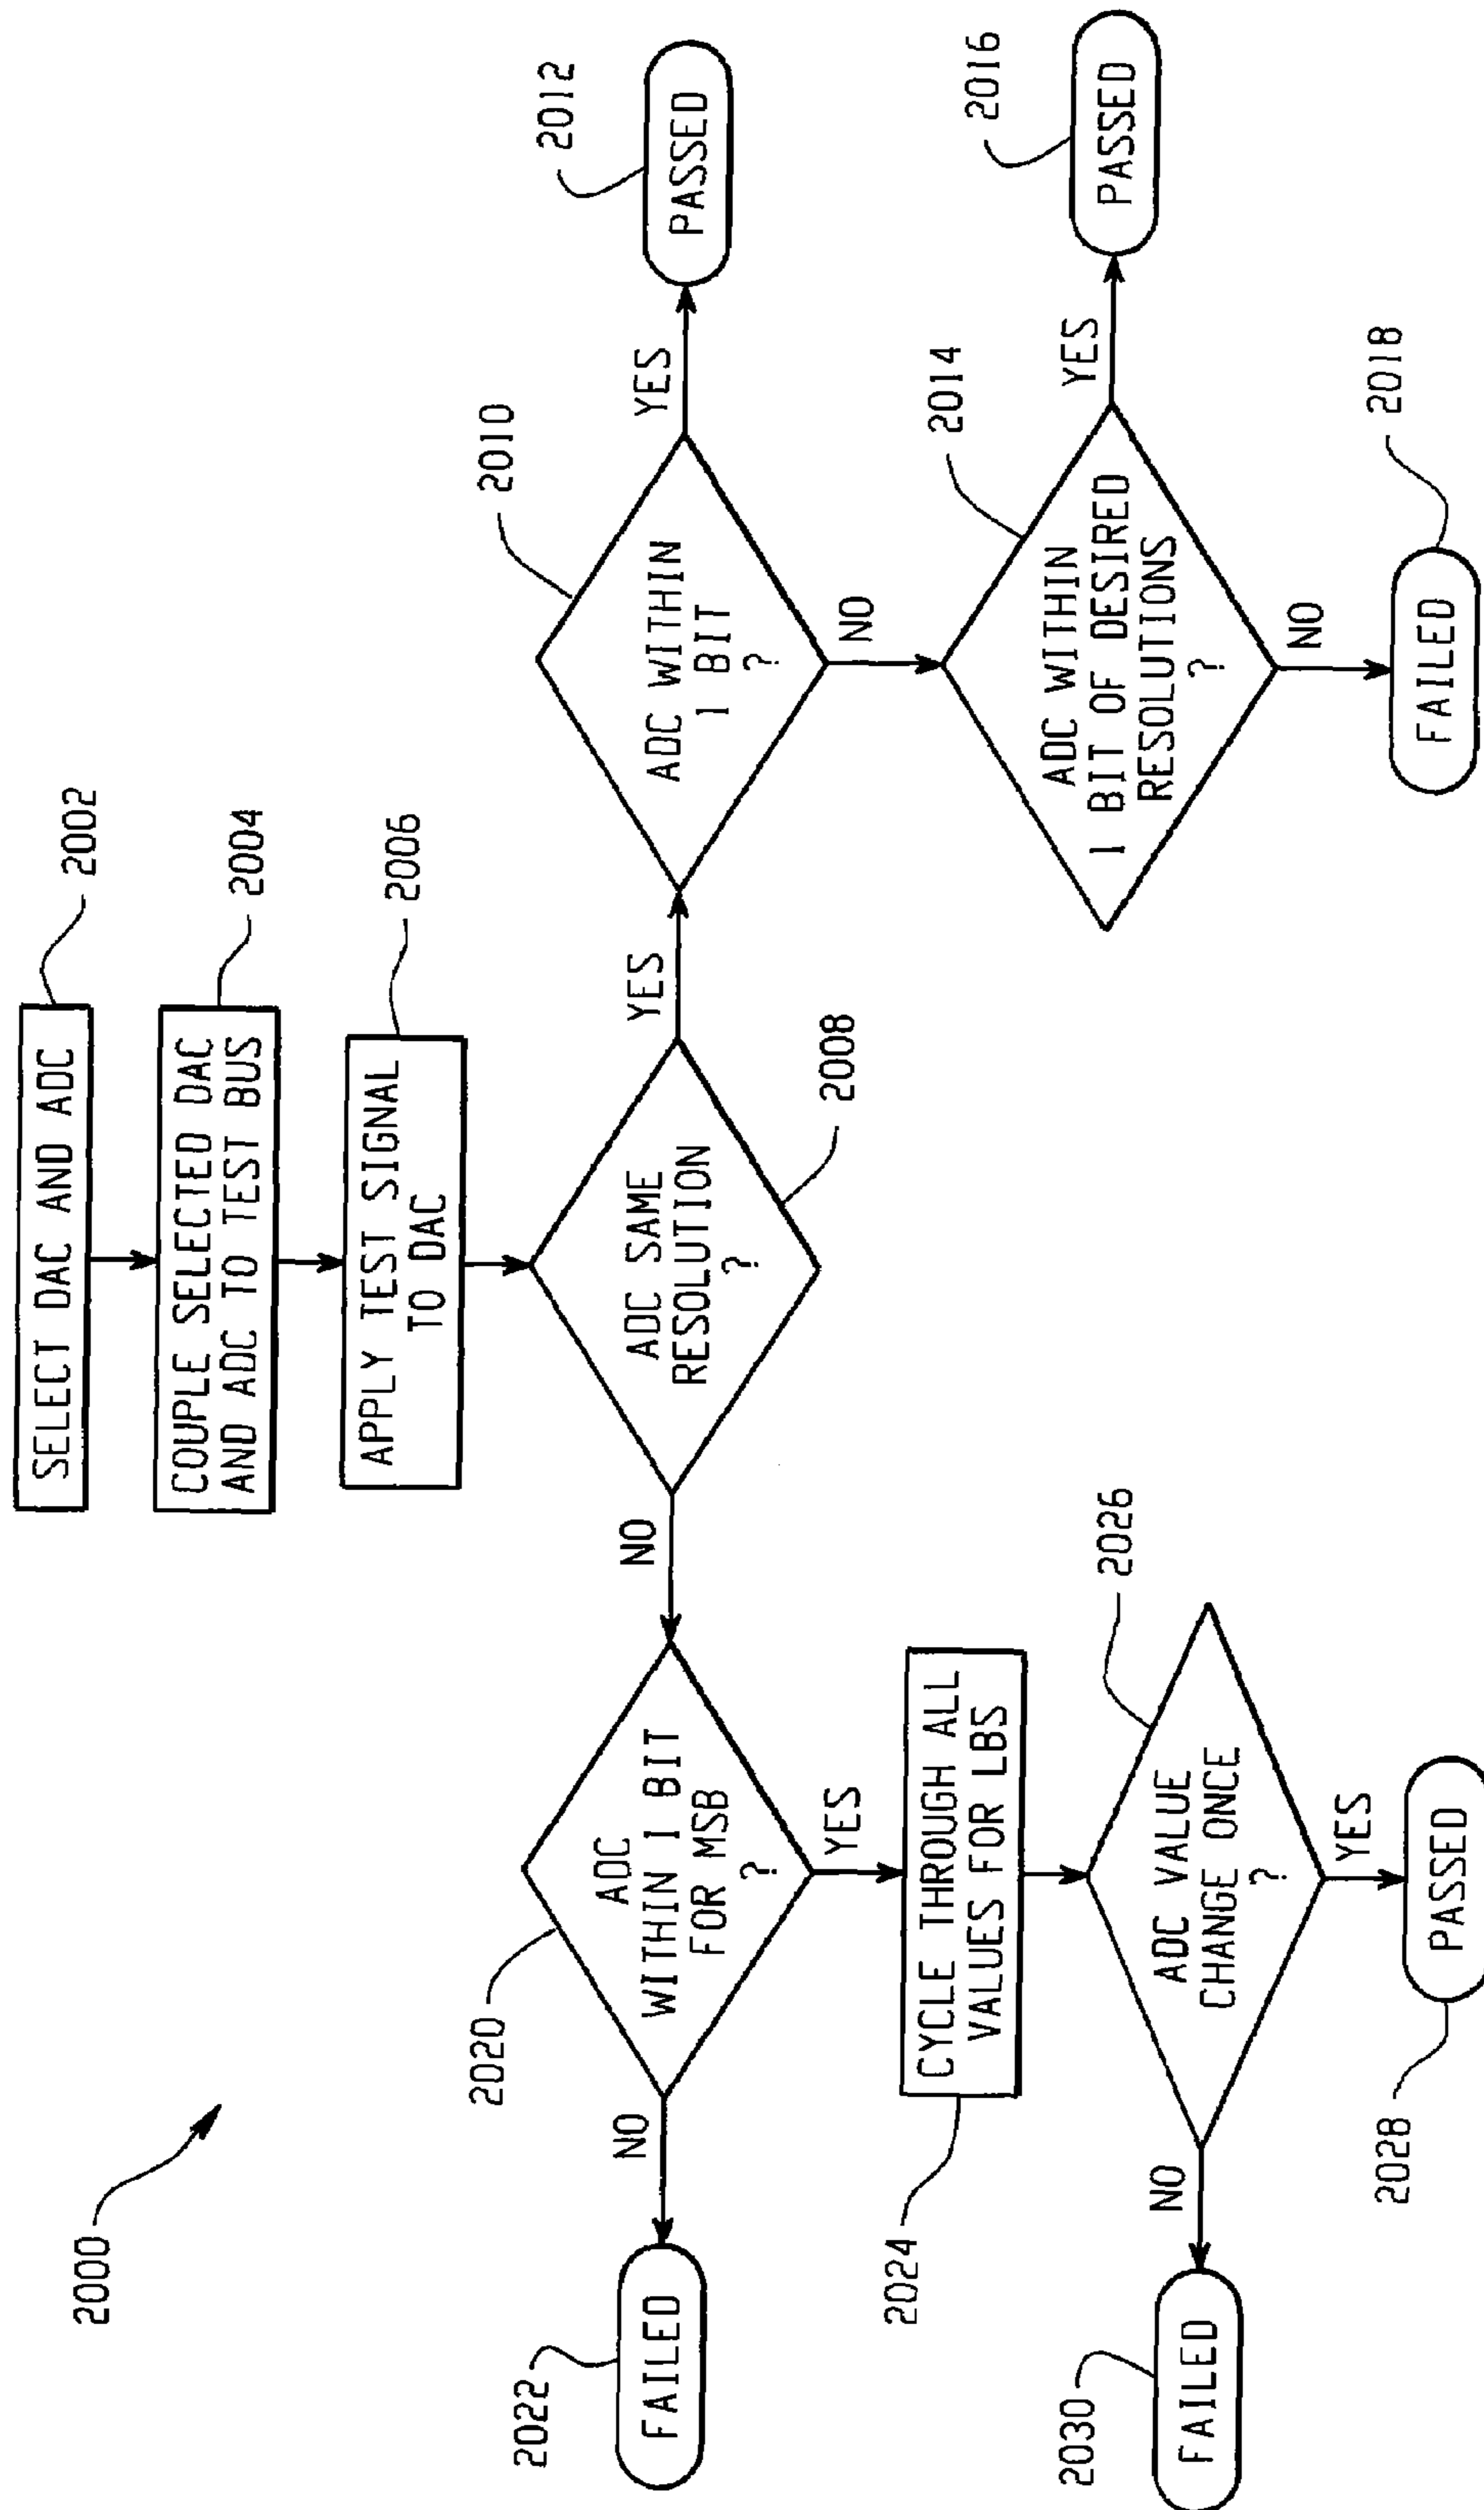 2000
SELECT DAC AND ADC
2002
COUPLE SELECTED DAC
AND ADC TO TEST BUS
2004
APPLY TEST SIGNAL
TO DAC
2006
ADC SAME
RESOLUTION
?
2008
NO
YES
ADC
WITHIN 1 BIT
FOR MSB
?
2020
NO
FAILED
2022
YES
ADC WITHIN
1 BIT
?
2010
YES
PASSED
2012
NO
CYCLE THROUGH ALL
VALUES FOR LBS
2024
ADC VALUE
CHANGE ONCE
?
2026
NO
FAILED
2030
YES
PASSED
2028
ADC WITHIN
1 BIT OF DESIRED
RESOLUTIONS
?
2014
YES
PASSED
2016
NO
FAILED
2018